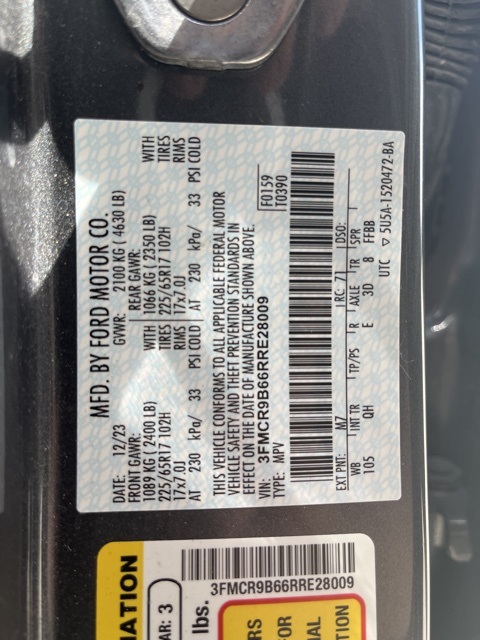 MFD. BY FORD MOTOR CO.
DATE: 12/23 GVWR: 2100 KG ( 4630 LB)
FRONT GAWR: REAR GAWR: WITH
1089 KG ( 2400 LB) 1066 KG ( 2350 LB) TIRES
225/65R17 102H WITH 225/65R17 102H RIMS
17x7.0J TIRES RIMS 17x7.0J
AT 230 kPa/ 33 PSI COLD AT 230 kPa/ 33 PSI COLD
THIS VEHICLE CONFORMS TO ALL APPLICABLE FEDERAL MOTOR
VEHICLE SAFETY AND THEFT PREVENTION STANDARDS IN
EFFECT ON THE DATE OF MANUFACTURE SHOWN ABOVE.
VIN: 3FMCR9B66RRE28009
TYPE: MPV
F0159
T0390
EXT PNT: M7 RC: 71 DSO:
WB INT TR TP/PS R AXLE TR SPR
105 QH E 3D 8 FFBB
UTC ▽ 5U5A-1520472-BA
3FMCR9B66RRE28009
AR: 3
lbs.